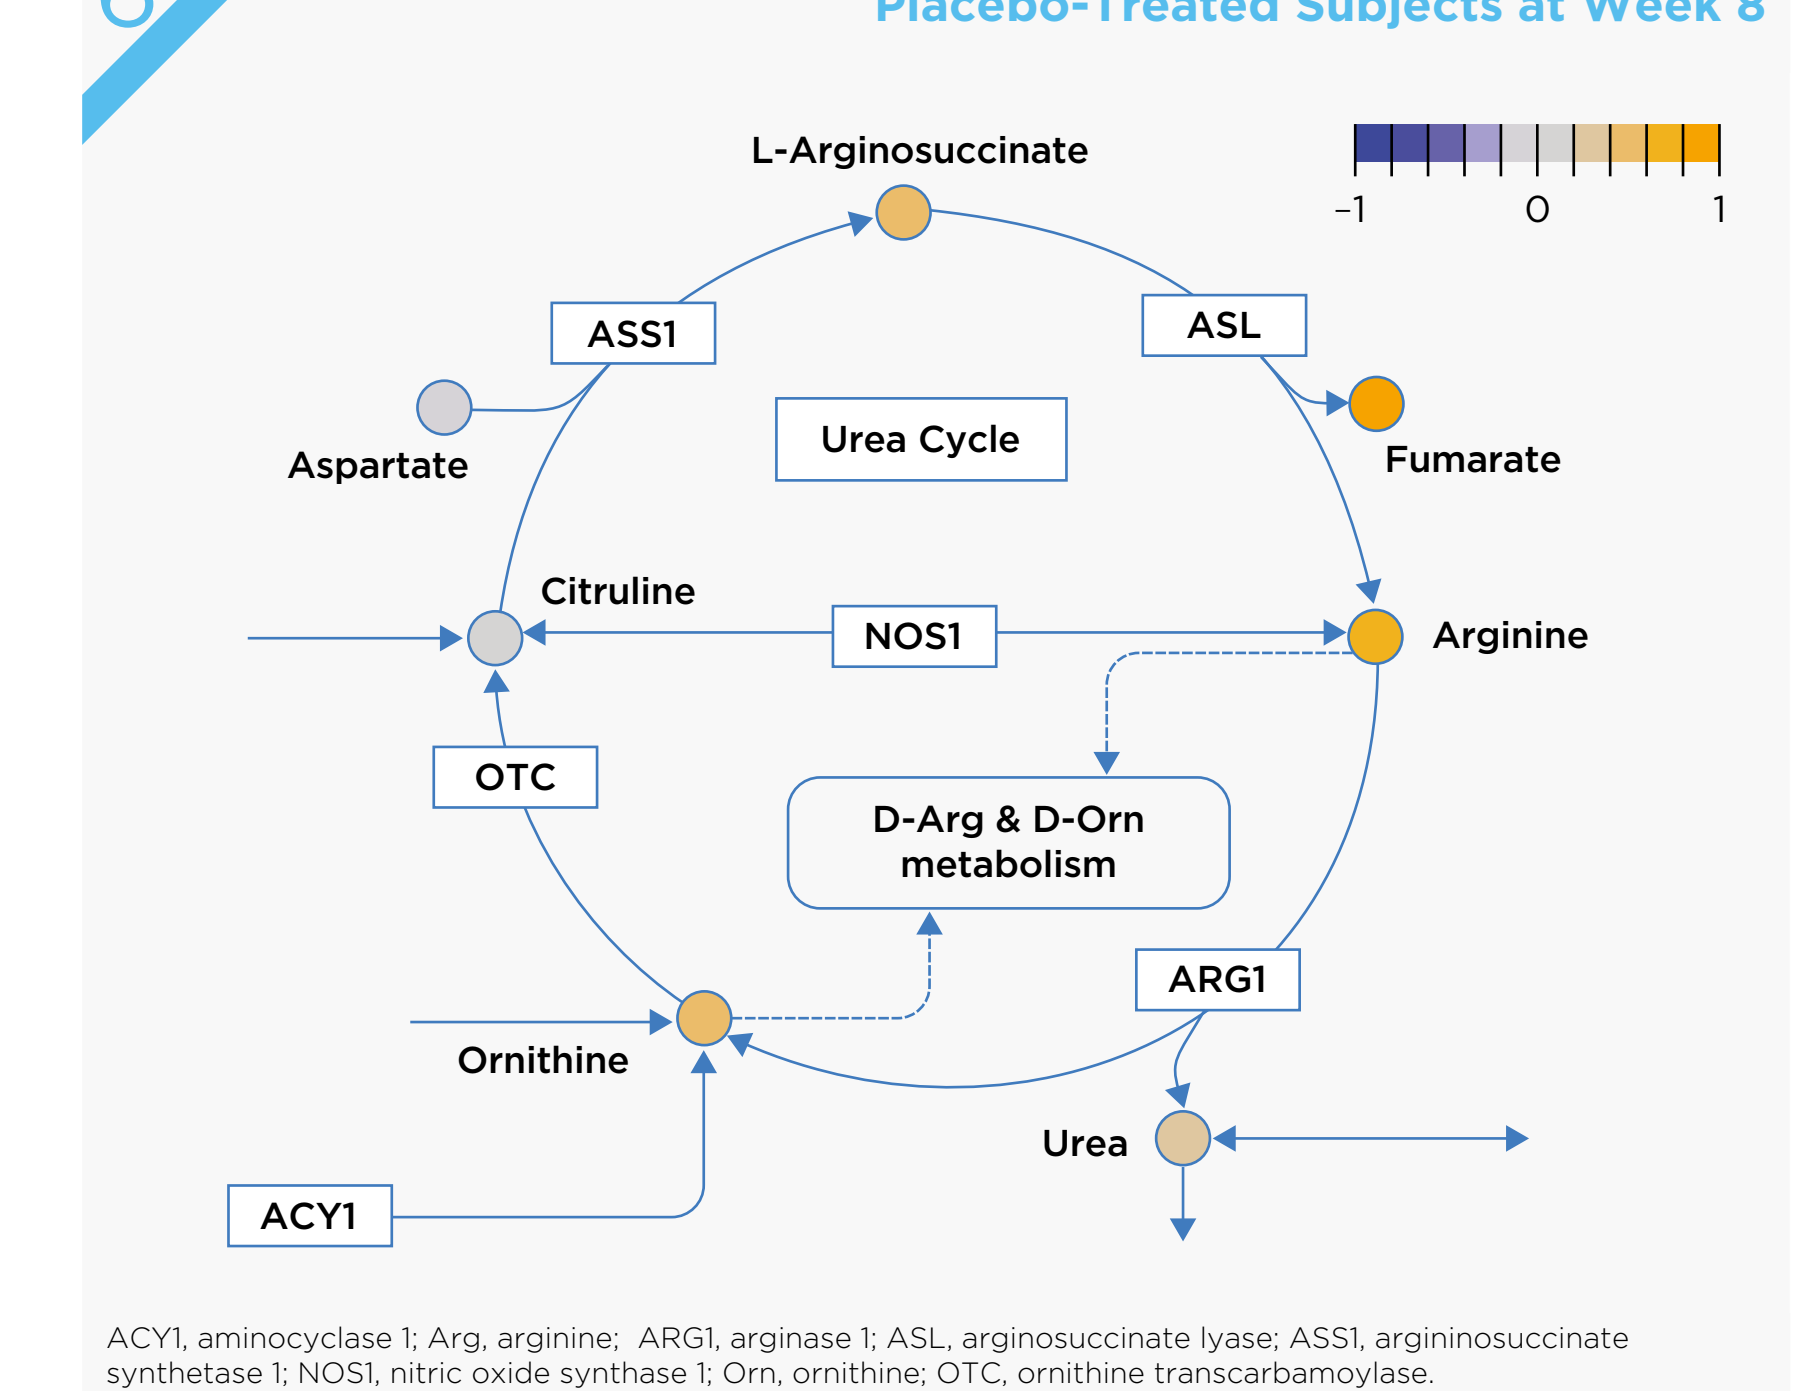 Placebo-Treated Subjects at Week 8
L-Arginosuccinate
–1 0 1
ASS1
ASL
Aspartate
Urea Cycle
Fumarate
Citruline
NOS1
Arginine
OTC
D-Arg & D-Orn
metabolism
ARG1
Ornithine
Urea
ACY1
ACY1, aminocyclase 1; Arg, arginine; ARG1, arginase 1; ASL, arginosuccinate lyase; ASS1, argininosuccinate
synthetase 1; NOS1, nitric oxide synthase 1; Orn, ornithine; OTC, ornithine transcarbamoylase.